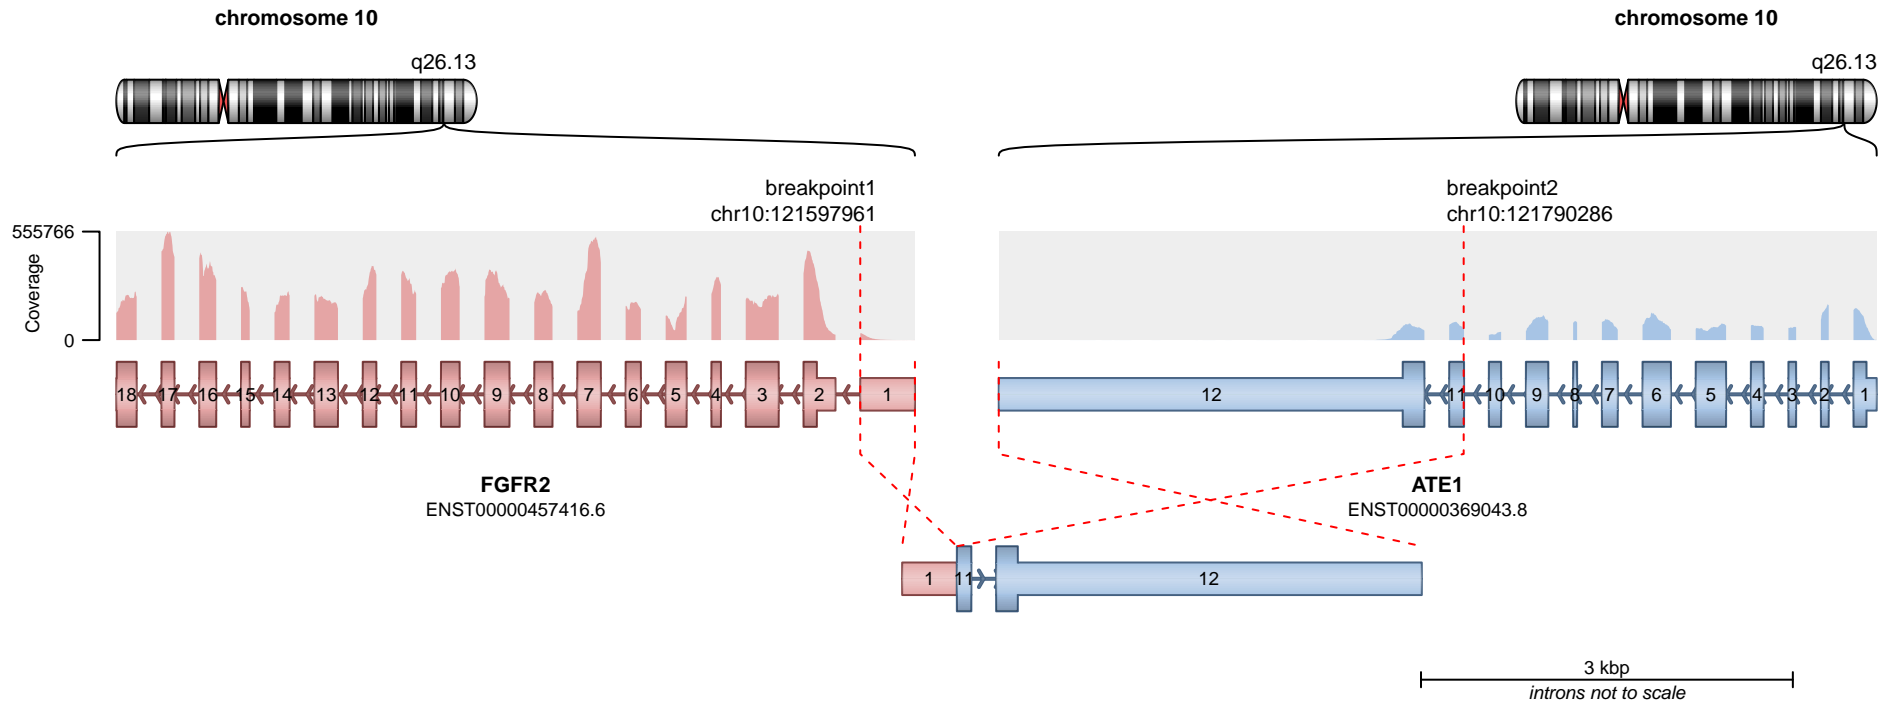 chromosome 10
chromosome 10
q26.13
q26.13
breakpoint1
chr10:121597961
breakpoint2
chr10:121790286
555766
Coverage
0
18 17 16 15 14 13 12 11 10 9 8 7 6 5 4 3 2 1
12 11 10 9 8 7 6 5 4 3 2 1
FGFR2
ENST00000457416.6
ATE1
ENST00000369043.8
1 11 12
3 kbp
introns not to scale